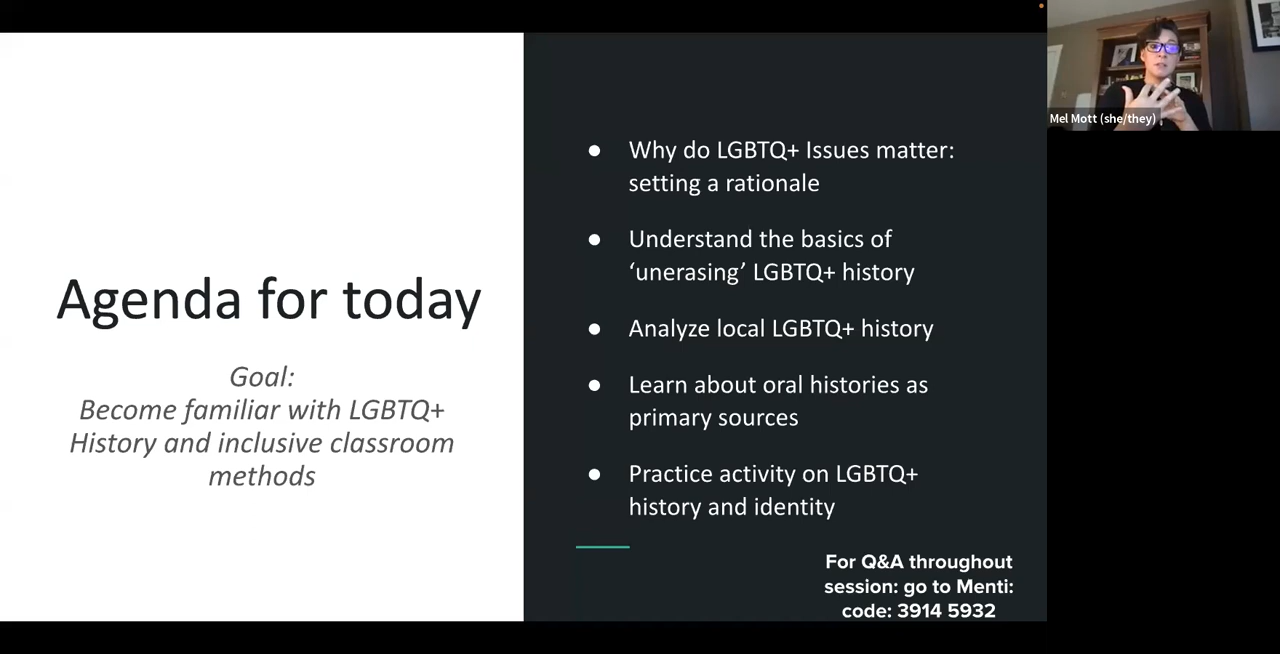 Agenda for today
Goal:
Become familiar with LGBTQ+
History and inclusive classroom
methods
● Why do LGBTQ+ Issues matter:
setting a rationale
● Understand the basics of
‘unerasing’ LGBTQ+ history
● Analyze local LGBTQ+ history
● Learn about oral histories as
primary sources
● Practice activity on LGBTQ+
history and identity
For Q&A throughout
session: go to Menti:
code: 3914 5932
Mel Mott (she/they)